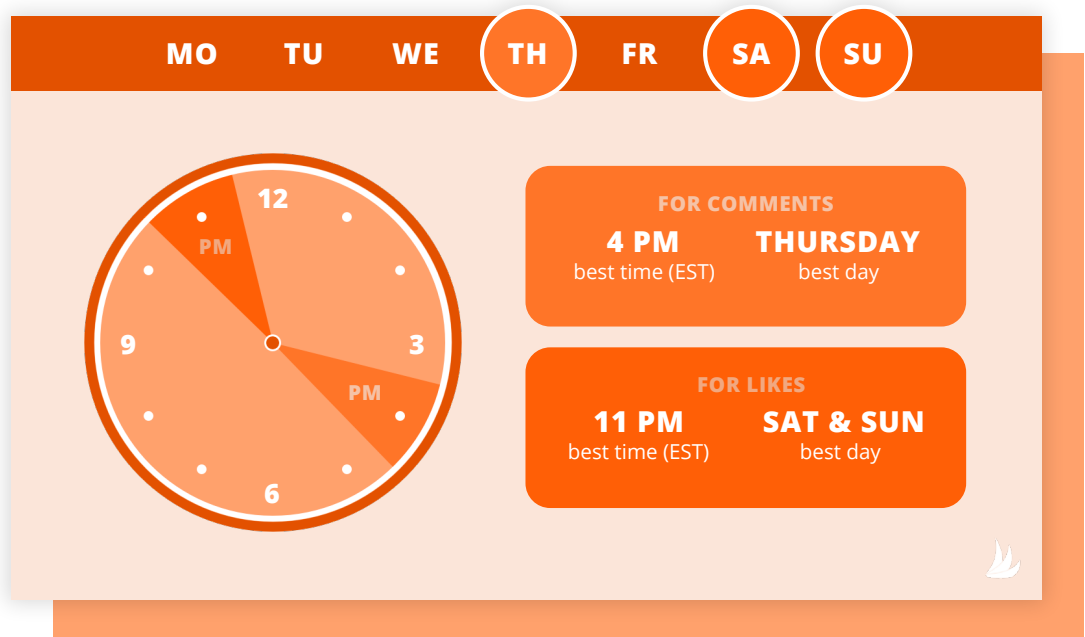 MO TU WE TH FR SA SU
12
PM
9
3
PM
6
FOR COMMENTS
4 PM THURSDAY
best time (EST) best day
FOR LIKES
11 PM SAT & SUN
best time (EST) best day